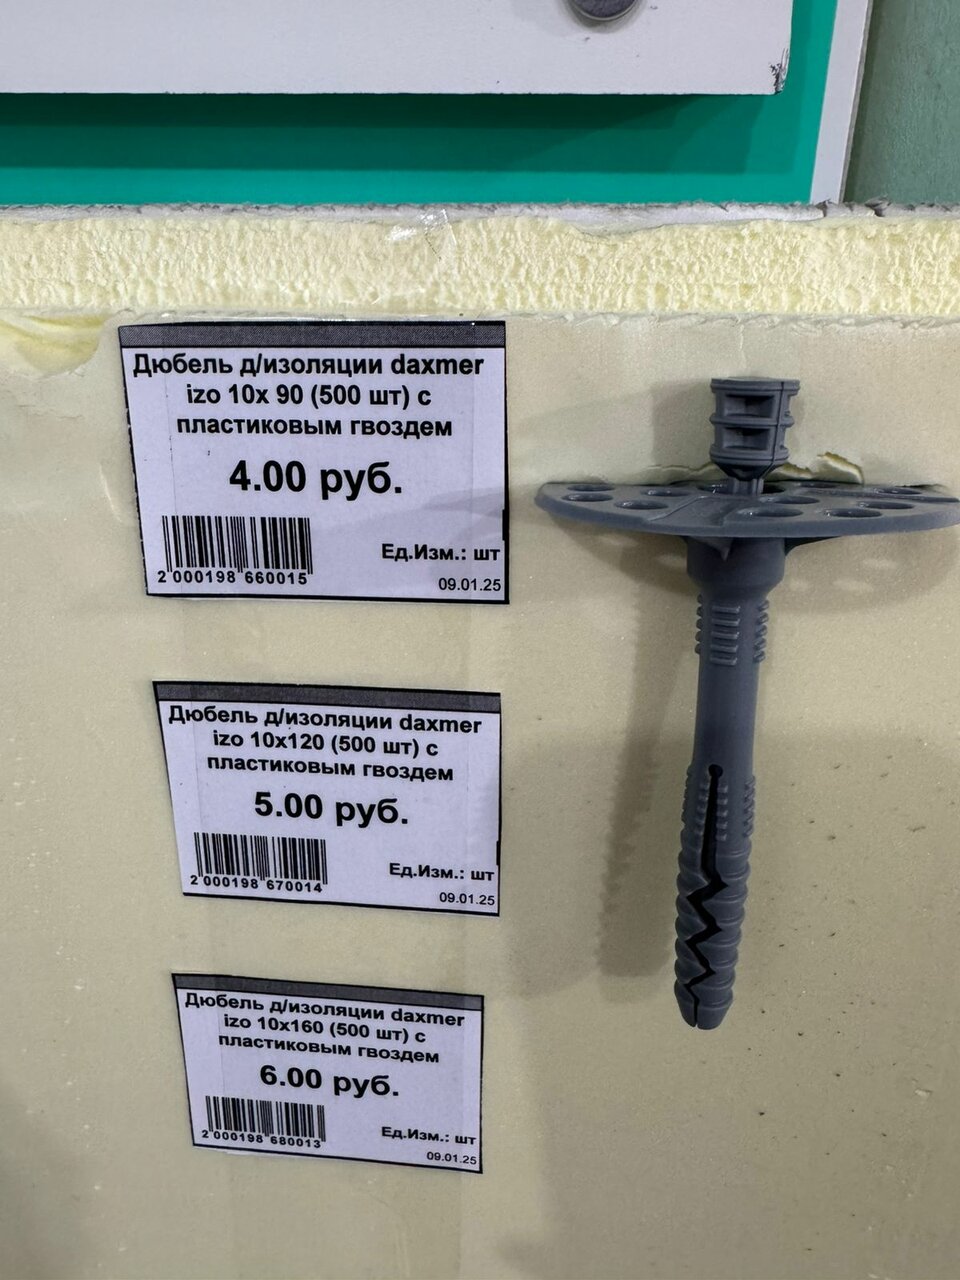 Дюбель д/изоляции daxmer
izo 10х 90 (500 шт) с
пластиковым гвоздем
4.00 руб.
Ед.Изм.: шт
2 000198 660015
09.01.25
Дюбель д/изоляции daxmer
izo 10х120 (500 шт) с
пластиковым гвоздем
5.00 руб.
Ед.Изм.: шт
2 000198 670014
09.01.25
Дюбель д/изоляции daxmer
izo 10х160 (500 шт) с
пластиковым гвоздем
6.00 руб.
Ед.Изм.: шт
2 000198 680013
09.01.25